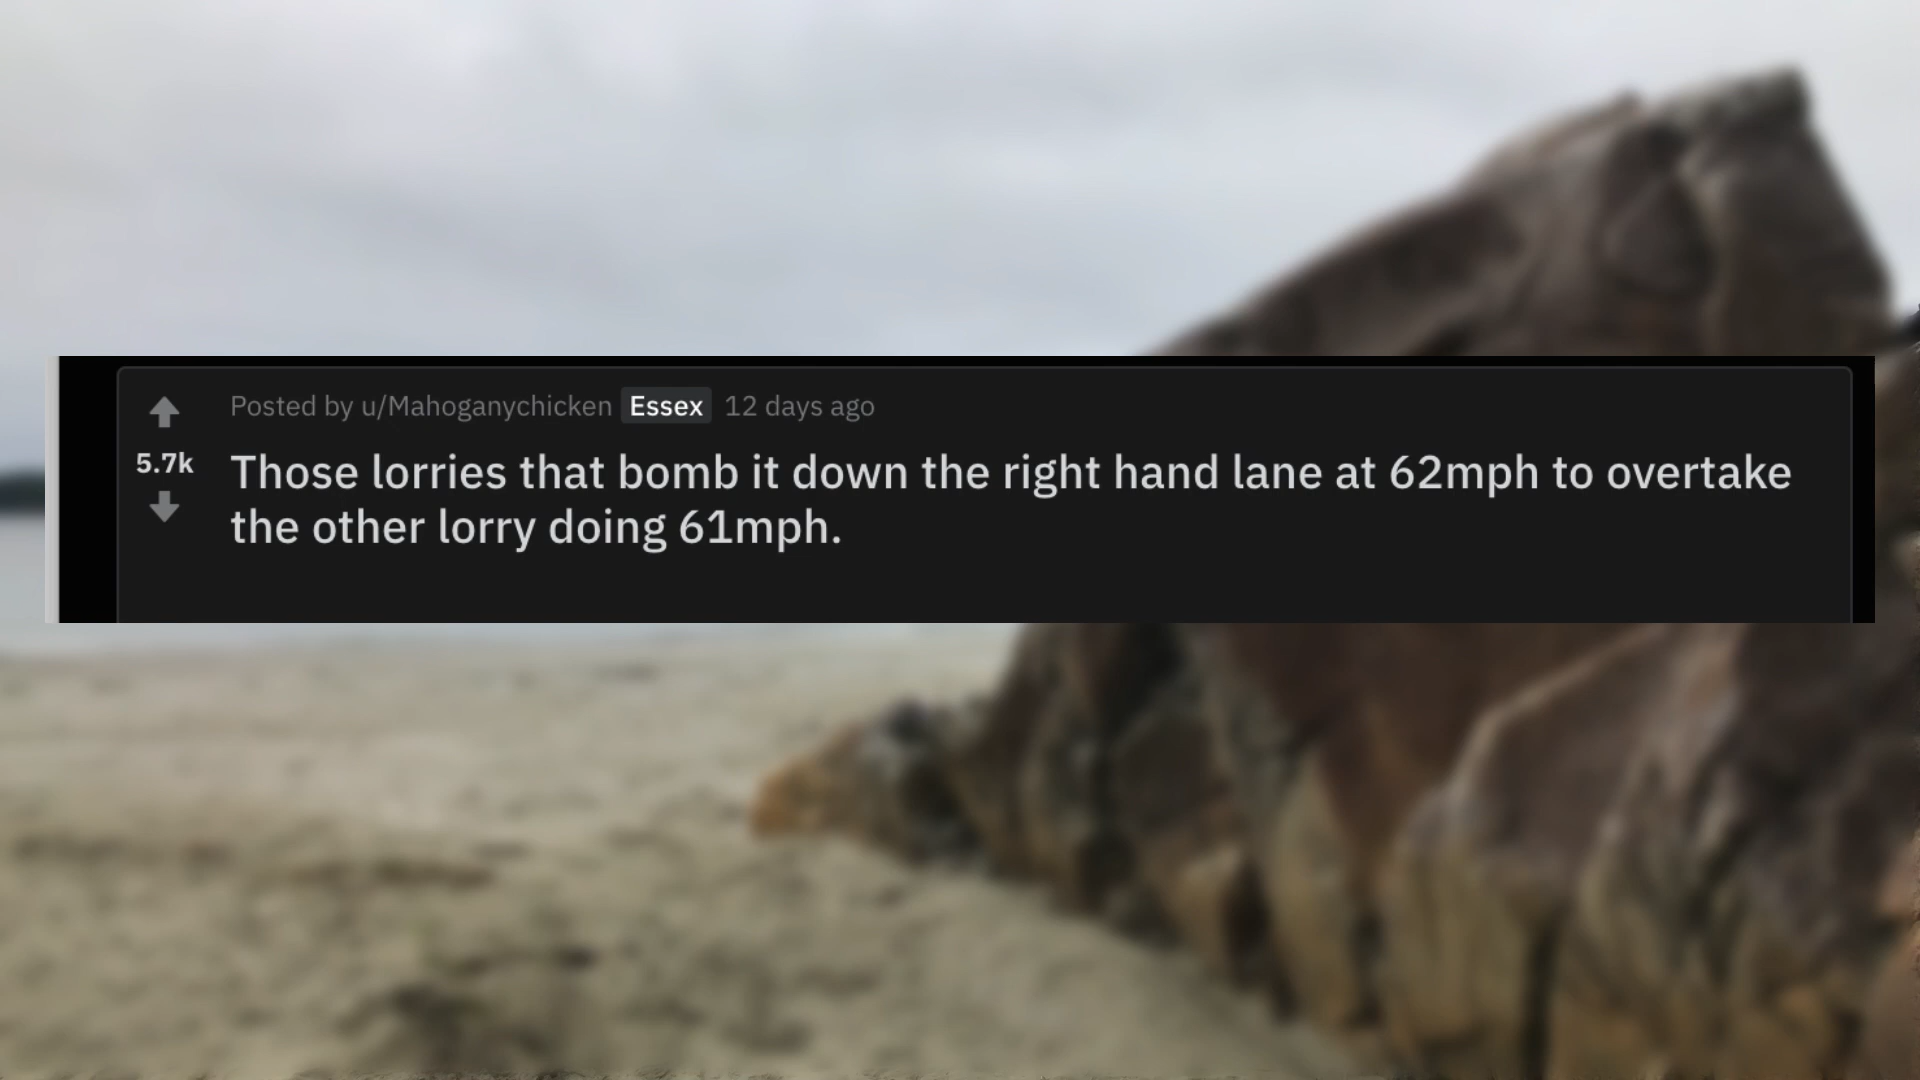 Posted by u/Mahoganychicken Essex 12 days ago
5.7k
Those lorries that bomb it down the right hand lane at 62mph to overtake
the other lorry doing 61mph.